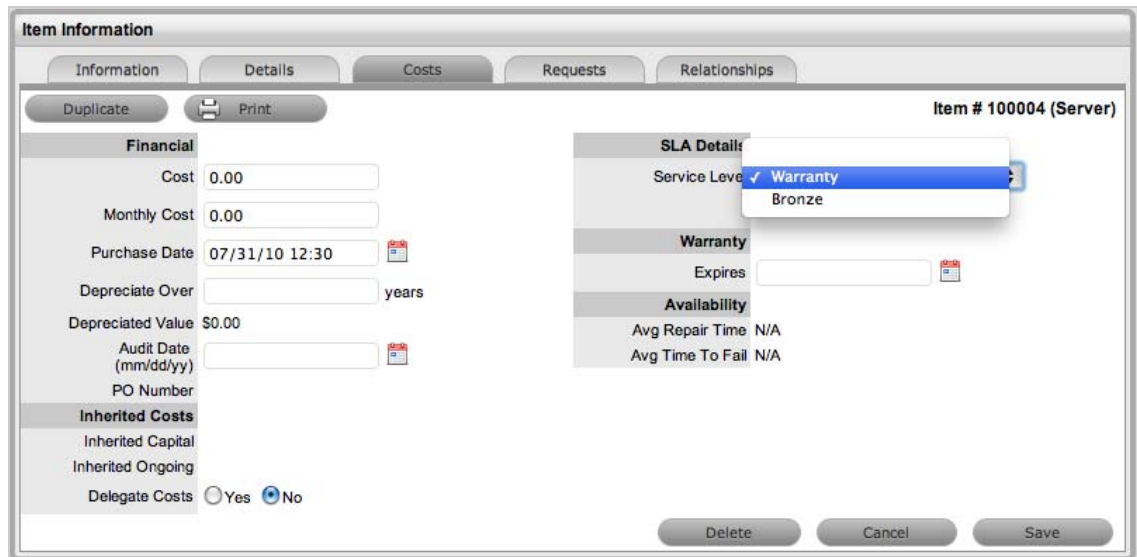 Item Information
Information Details Costs Requests Relationships
Duplicate Print Item # 100004 (Server)
Financial
Cost 0.00
Monthly Cost 0.00
Purchase Date 07/31/10 12:30
Depreciate Over years
Depreciated Value $0.00
Audit Date
(mm/dd/yy)
PO Number
Inherited Costs
Inherited Capital
Inherited Ongoing
Delegate Costs Yes No
SLA Details
Service Leve ✓ Warranty
Bronze
Warranty
Expires
Availability
Avg Repair Time N/A
Avg Time To Fail N/A
Delete Cancel Save